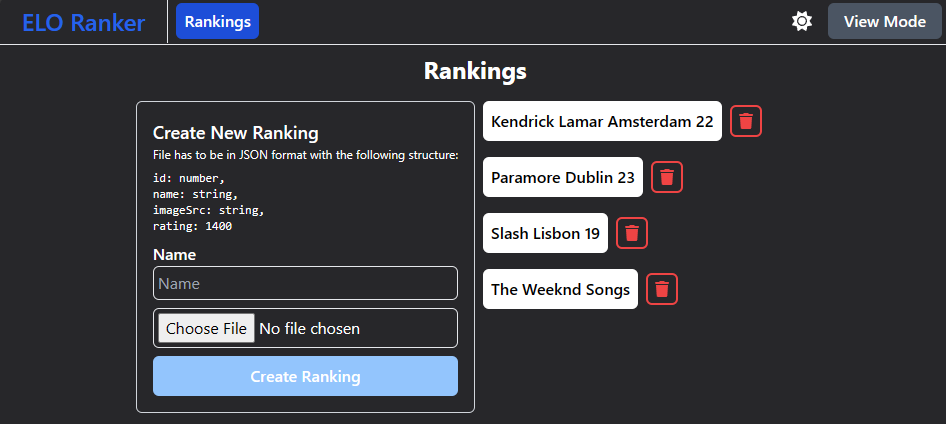 ELO Ranker
Rankings
View Mode
Rankings
Create New Ranking
File has to be in JSON format with the following structure:
id: number,
name: string,
imageSrc: string,
rating: 1400
Name
Name
Choose File No file chosen
Create Ranking
Kendrick Lamar Amsterdam 22
Paramore Dublin 23
Slash Lisbon 19
The Weeknd Songs